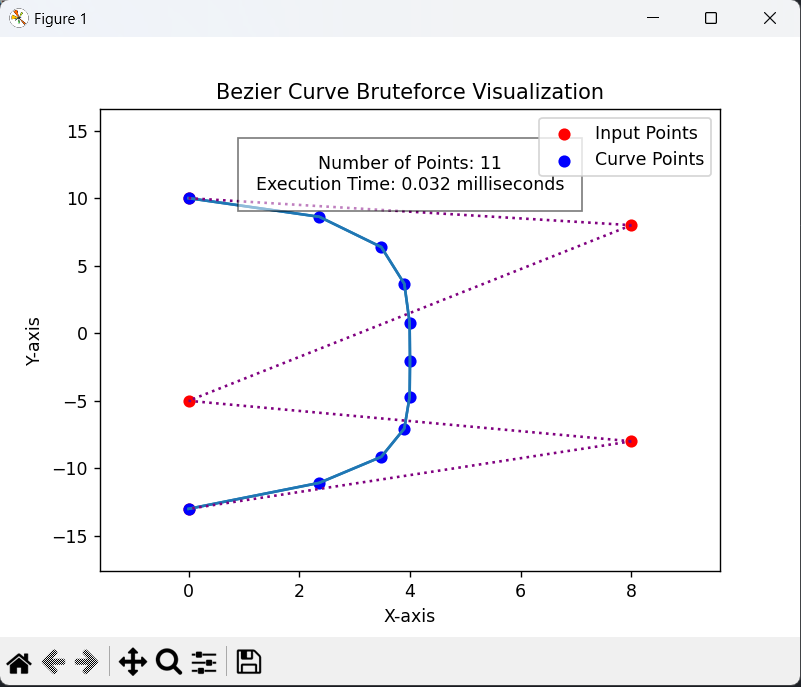 Figure 1
Bezier Curve Bruteforce Visualization
Number of Points: 11
Execution Time: 0.032 milliseconds
Input Points
Curve Points
15
10
5
0
−5
−10
−15
Y-axis
0 2 4 6 8
X-axis